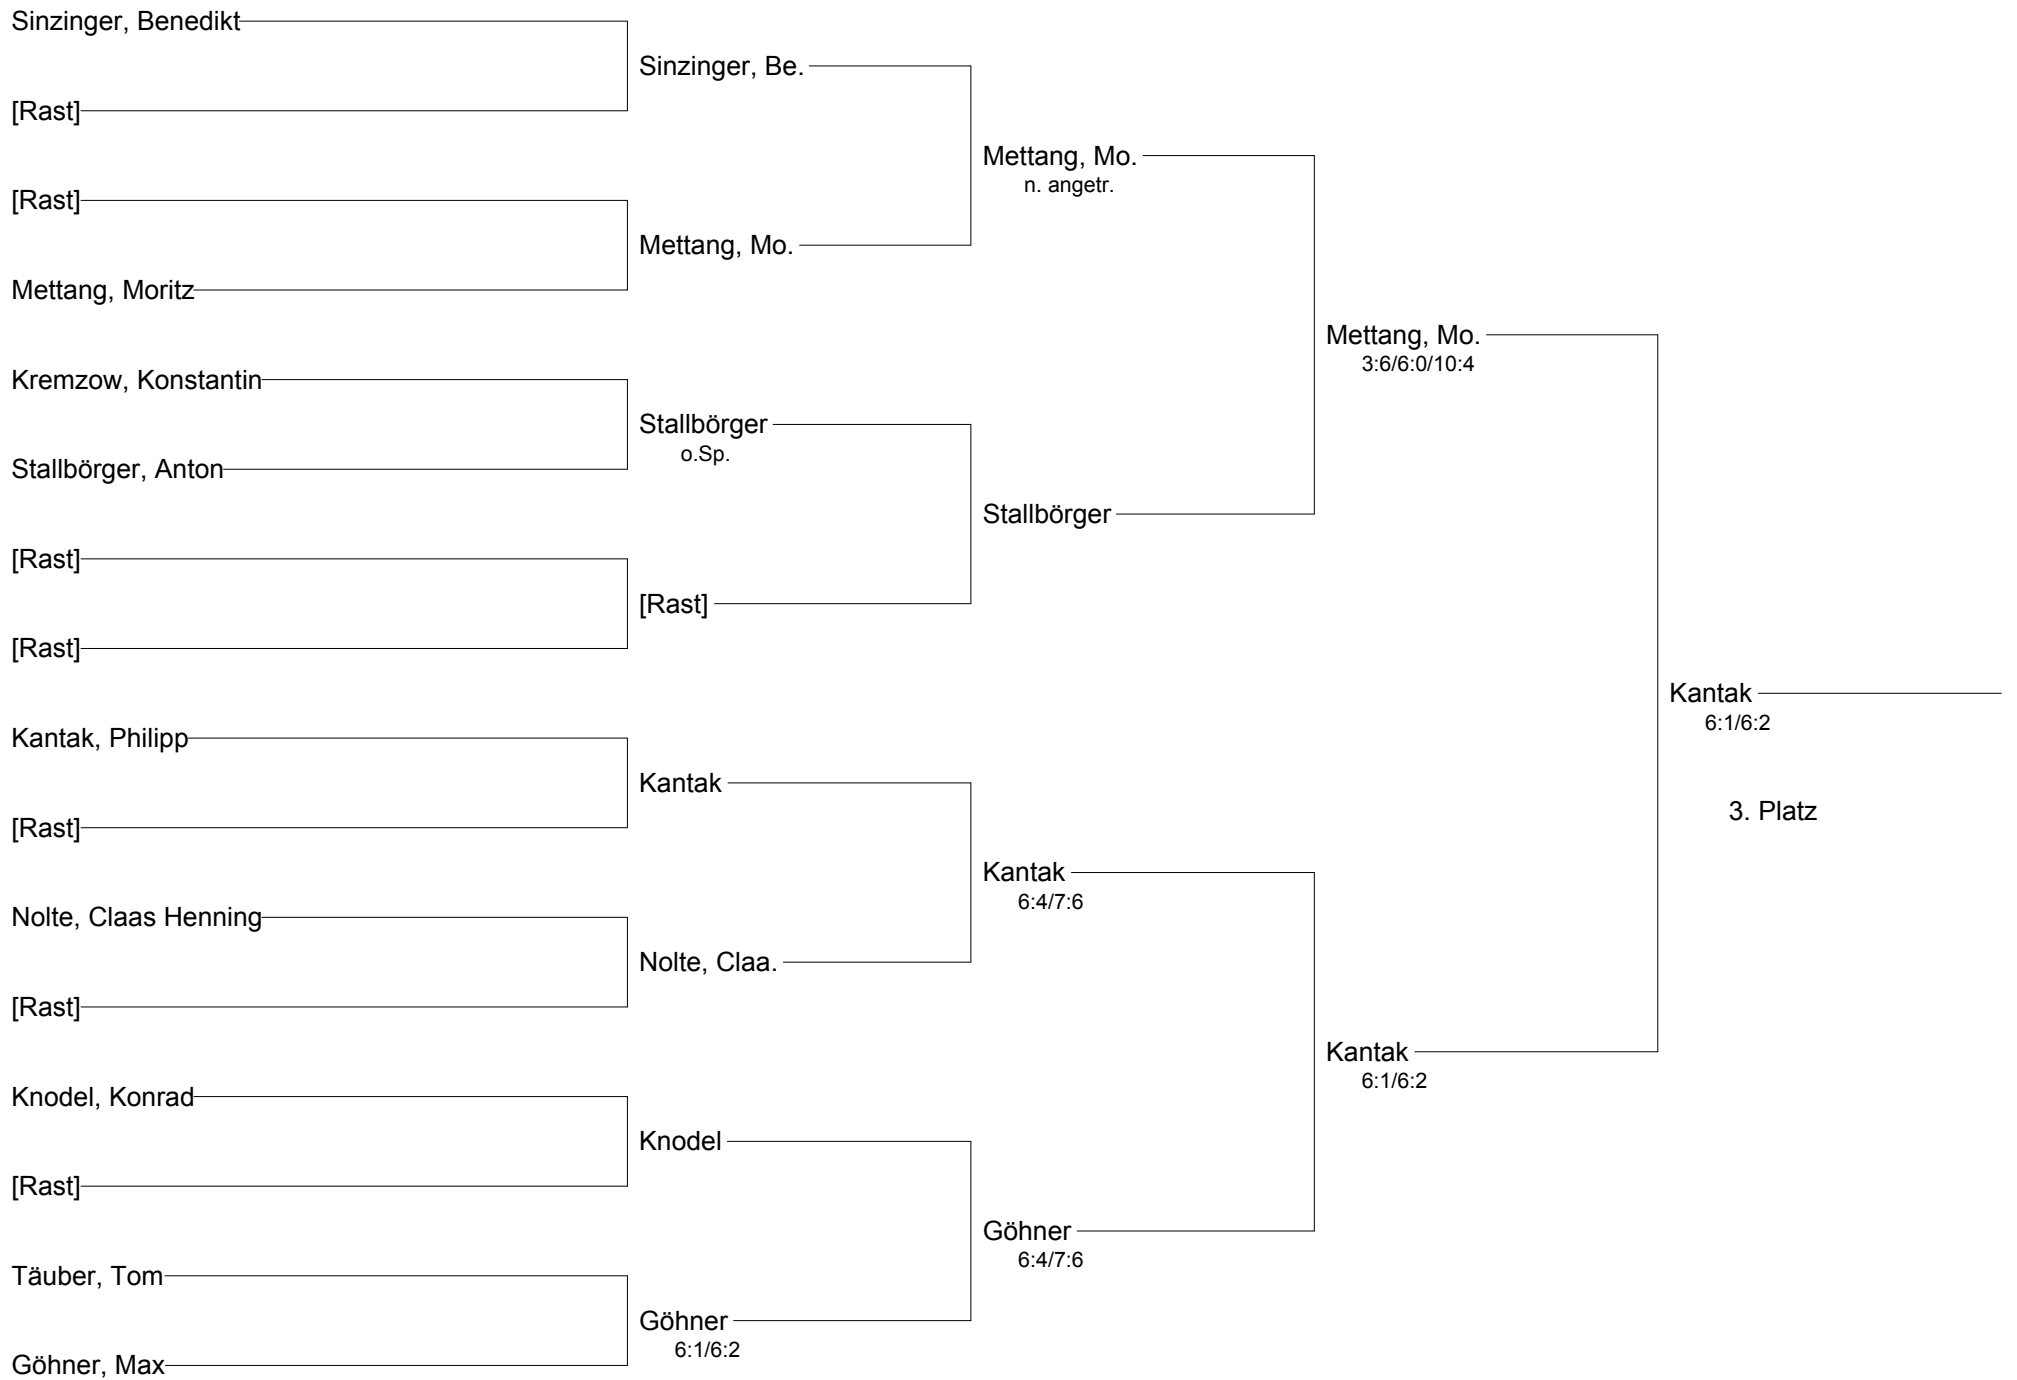 Sinzinger, Benedikt
[Rast]
[Rast]
Mettang, Moritz
Kremzow, Konstantin
Stallbörger, Anton
[Rast]
[Rast]
Kantak, Philipp
[Rast]
Nolte, Claas Henning
[Rast]
Knodel, Konrad
[Rast]
Täuber, Tom
Göhner, Max
Sinzinger, Be.
Mettang, Mo.
Stallbörger
o.Sp.
[Rast]
Kantak
Nolte, Claa.
Knodel
Göhner
6:1/6:2
Mettang, Mo.
n. angetr.
Stallbörger
Kantak
6:4/7:6
Göhner
6:4/7:6
Mettang, Mo.
3:6/6:0/10:4
Kantak
6:1/6:2
Kantak
6:1/6:2
3. Platz